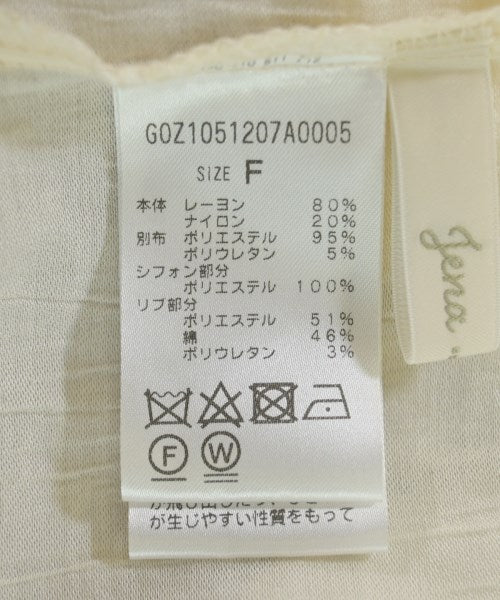 G0Z1051207A0005
SIZE F
本体 レーヨン 80%
ナイロン 20%
別布 ポリエステル 95%
ポリウレタン 5%
シフォン部分
ポリエステル 100%
リブ部分
ポリエステル 51%
綿 46%
ポリウレタン 3%
F W
が生じやすい性質をもって
Jena